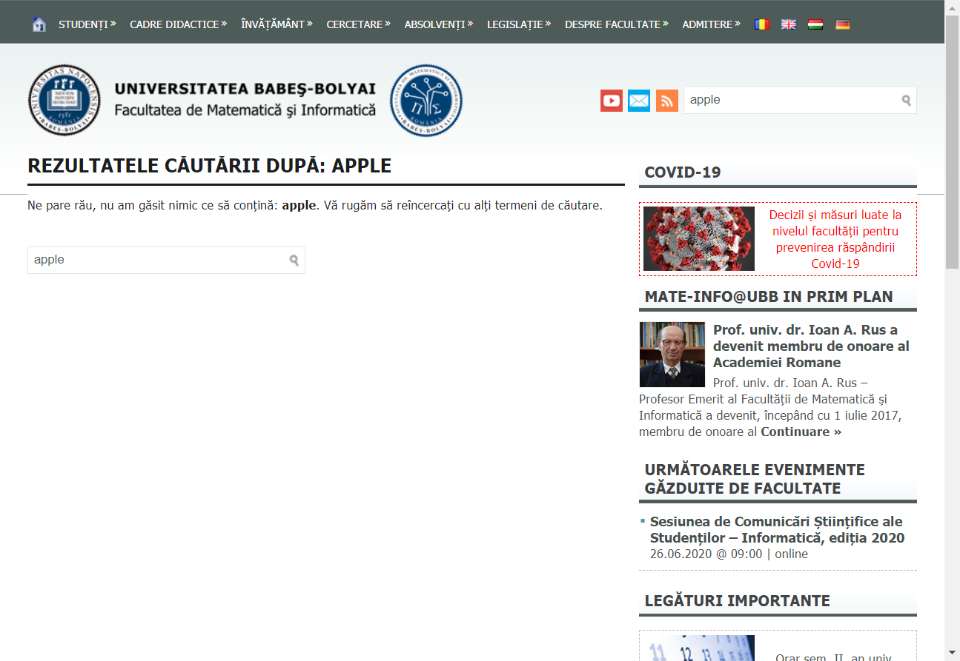 STUDENȚI »
CADRE DIDACTICE »
ÎNVĂȚĂMÂNT »
CERCETARE »
ABSOLVENȚI »
LEGISLAȚIE »
DESPRE FACULTATE »
ADMITERE »
UNIVERSITATEA BABEŞ-BOLYAI
Facultatea de Matematică şi Informatică
apple
REZULTATELE CĂUTĂRII DUPĂ: APPLE
Ne pare rău, nu am găsit nimic ce să conțină: apple. Vă rugăm să reîncercați cu alți termeni de căutare.
apple
COVID-19
Decizii și măsuri luate la
nivelul facultății pentru
prevenirea răspândirii
Covid-19
MATE-INFO@UBB IN PRIM PLAN
Prof. univ. dr. Ioan A. Rus a
devenit membru de onoare al
Academiei Romane
Prof. univ. dr. Ioan A. Rus –
Profesor Emerit al Facultății de Matematică și
Informatică a devenit, începând cu 1 iulie 2017,
membru de onoare al Continuare »
URMĂTOARELE EVENIMENTE
GĂZDUITE DE FACULTATE
Sesiunea de Comunicări Științifice ale
Studenților – Informatică, ediția 2020
26.06.2020 @ 09:00 | online
LEGĂTURI IMPORTANTE
11
Orar sem. II, an univ.